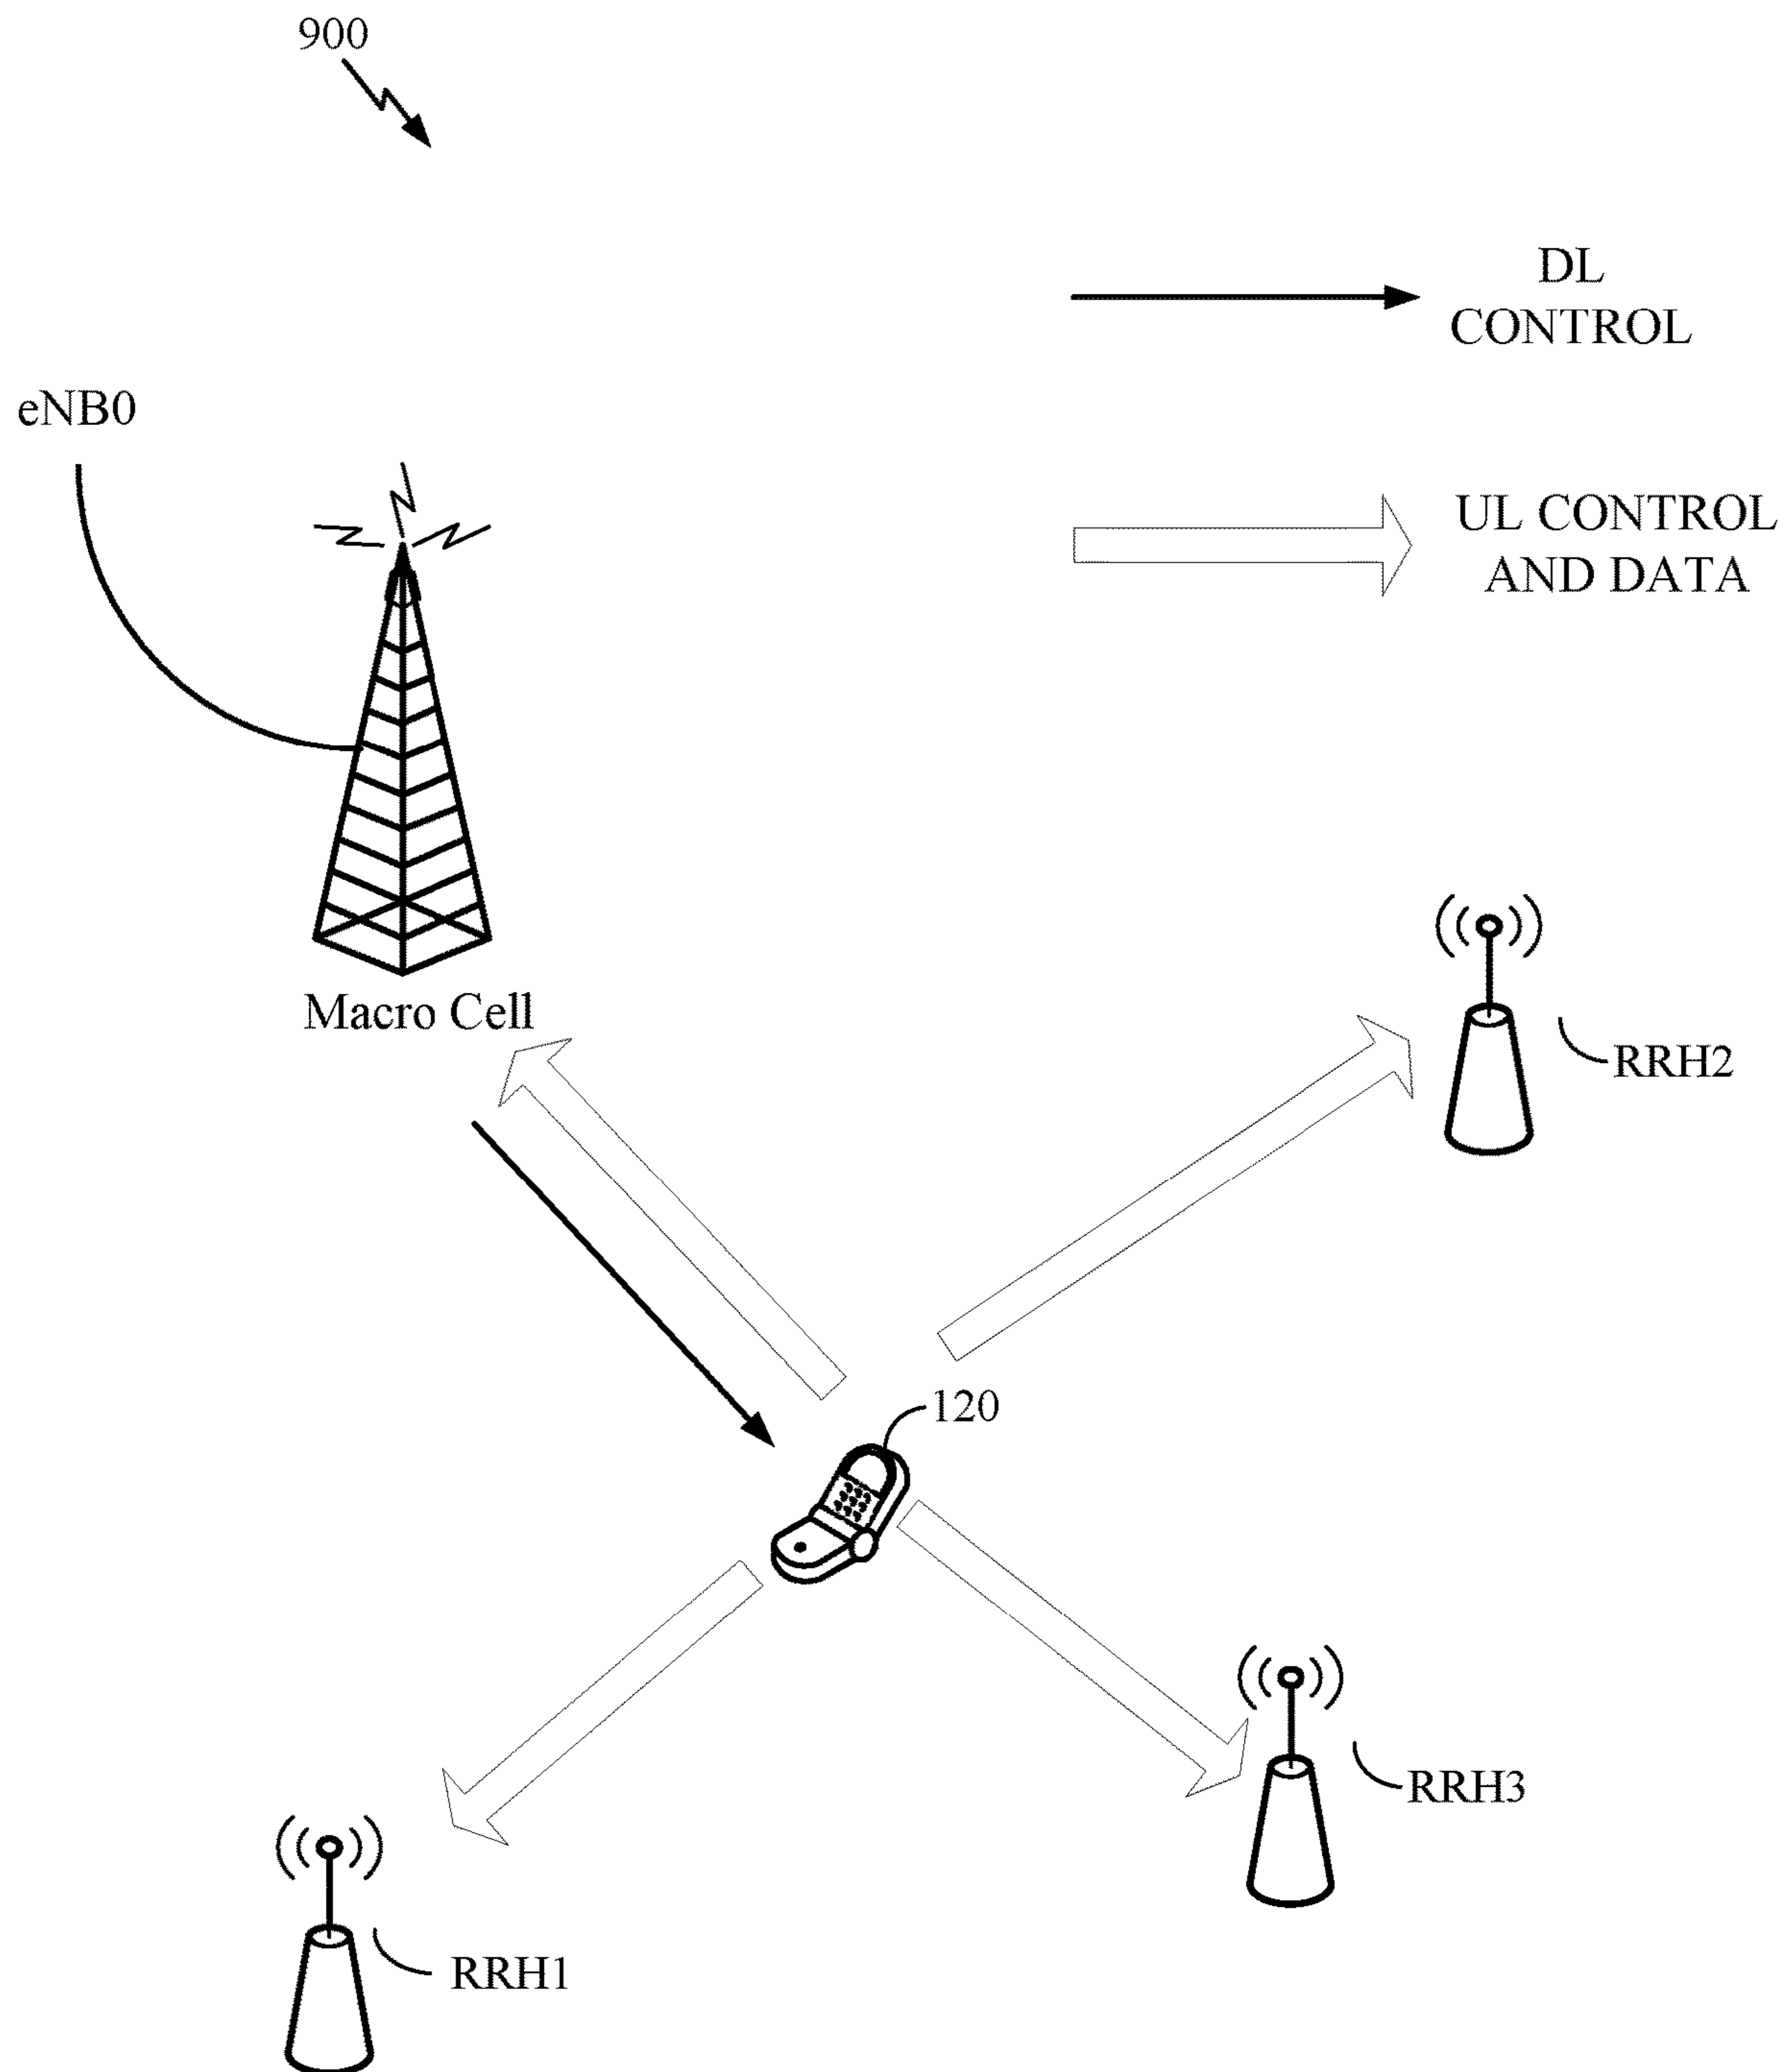 900
DL
CONTROL
eNB0
UL CONTROL
AND DATA
Macro Cell
RRH2
120
RRH3
RRH1